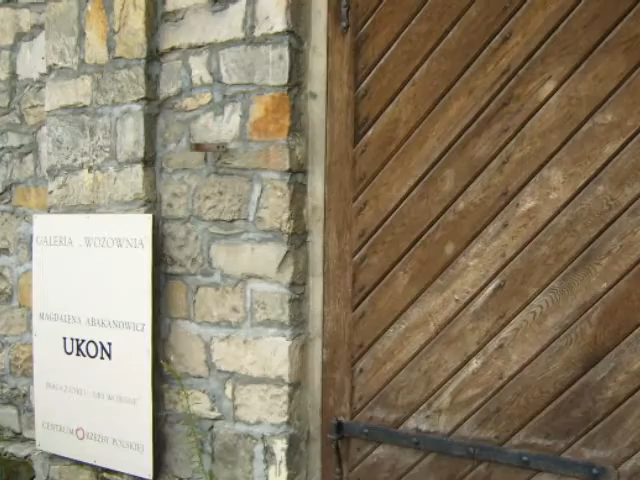 GALERIA „WOZOWNIA"
MAGDALENA ABAKANOWICZ
UKON
CENTRUM RZEŹBY POLSKIEJ